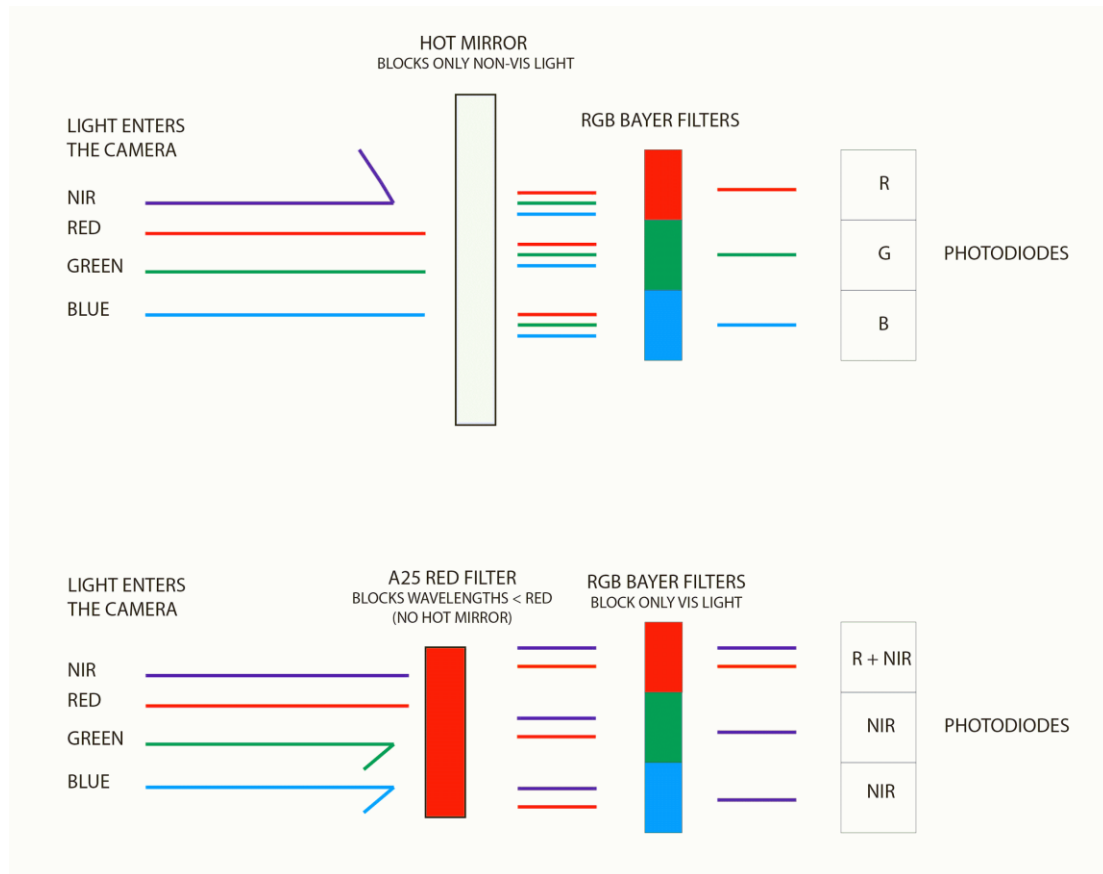 HOT MIRROR
BLOCKS ONLY NON-VIS LIGHT
LIGHT ENTERS
THE CAMERA
RGB BAYER FILTERS
NIR
RED
GREEN
BLUE
R
G
B
PHOTODIODES
LIGHT ENTERS
THE CAMERA
A25 RED FILTER
BLOCKS WAVELENGTHS < RED
(NO HOT MIRROR)
RGB BAYER FILTERS
BLOCK ONLY VIS LIGHT
NIR
RED
GREEN
BLUE
R + NIR
NIR
NIR
PHOTODIODES